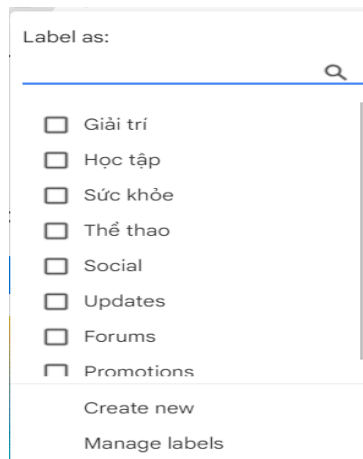 Label as:
Giải trí
Học tập
Sức khỏe
Thể thao
Social
Updates
Forums
Promotions
Create new
Manage labels